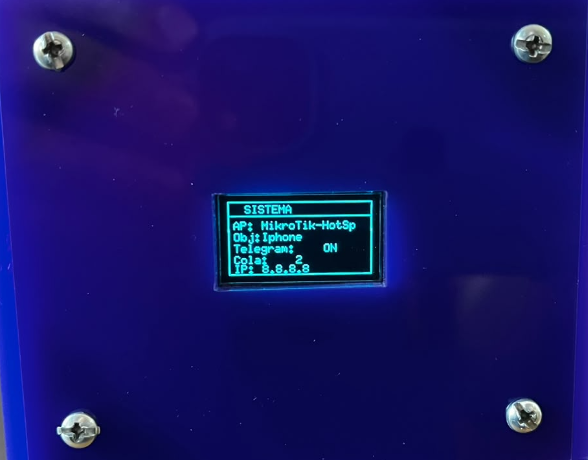 SISTEMA
AP: MikroTik-HotSp
Obj:Iphone
Telegram: ON
Cola: 2
IP: 8.8.8.8